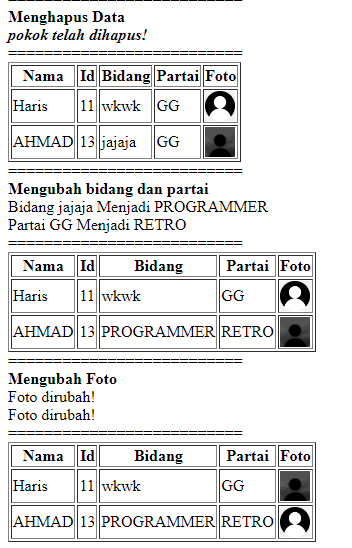 ==========================
Menghapus Data
pokok telah dihapus!
==========================
Nama Id Bidang Partai Foto
Haris 11 wkwk GG
AHMAD 13 jajaja GG
==========================
Mengubah bidang dan partai
Bidang jajaja Menjadi PROGRAMMER
Partai GG Menjadi RETRO
==========================
Nama Id Bidang Partai Foto
Haris 11 wkwk GG
AHMAD 13 PROGRAMMER RETRO
==========================
Mengubah Foto
Foto dirubah!
Foto dirubah!
==========================
Nama Id Bidang Partai Foto
Haris 11 wkwk GG
AHMAD 13 PROGRAMMER RETRO